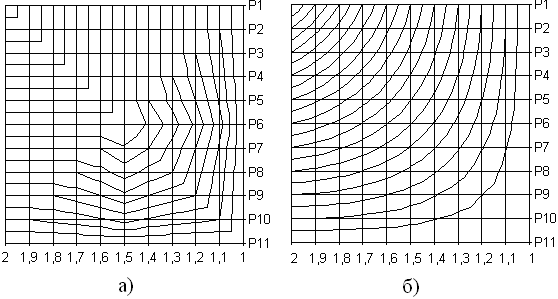 P1 P1
P2 P2
P3 P3
P4 P4
P5 P5
P6 P6
P7 P7
P8 P8
P9 P9
P10 P10
P11 P11
2 1,9 1,8 1,7 1,6 1,5 1,4 1,3 1,2 1,1 1 2 1,9 1,8 1,7 1,6 1,5 1,4 1,3 1,2 1,1 1
а) б)